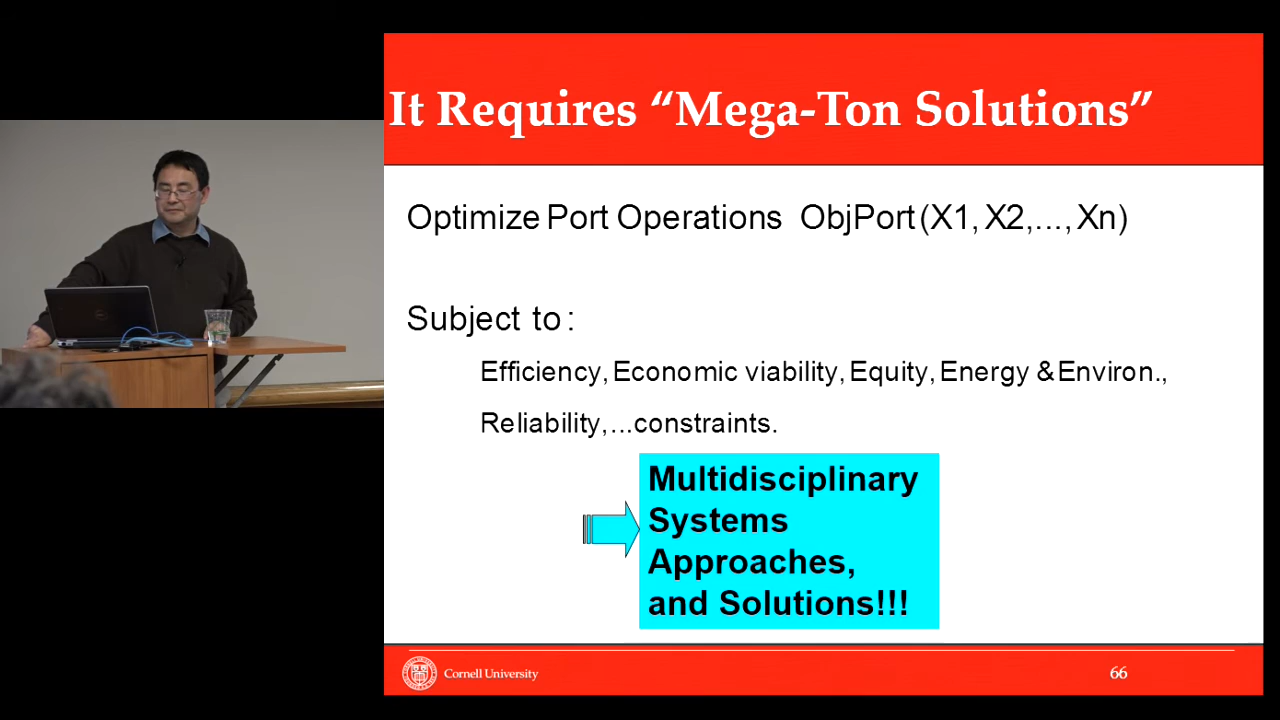 It Requires “Mega-Ton Solutions”
Optimize Port Operations ObjPort (X1, X2,..., Xn)
Subject to :
Efficiency, Economic viability, Equity, Energy & Environ.,
Reliability, ...constraints.
Multidisciplinary
Systems
Approaches,
and Solutions!!!
Cornell University
66